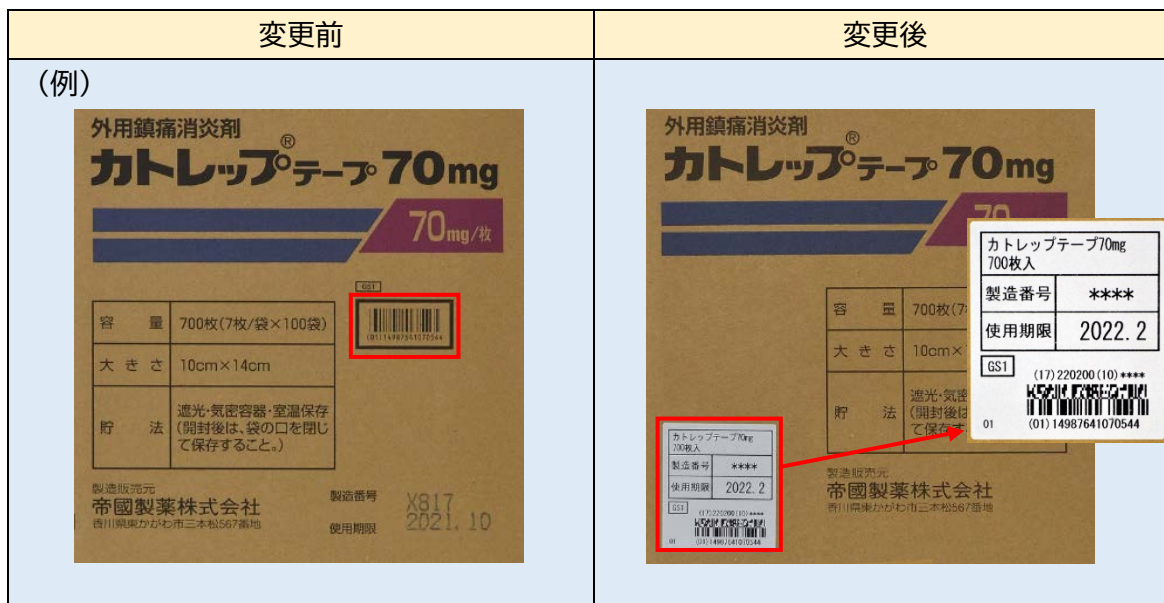 変更前
変更後
（例）
外用鎮痛消炎剤
カトレップ®テープ70mg
70mg/枚
GS1
(01)14987641070544
容量 700枚(7枚/袋×100袋)
大きさ 10cm×14cm
貯法 遮光・気密容器・室温保存
(開封後は、袋の口を閉じ
て保存すること。)
製造販売元
帝國製薬株式会社
香川県東かがわ市三本松567番地
製造番号 X817
使用期限 2021.10
外用鎮痛消炎剤
カトレップ®テープ70mg
70
容量 700枚(7
大きさ 10cm×
貯法 遮光・気密
(開封後は
て保存す
製造販売元
帝國製薬株式会社
香川県東かがわ市三本松567番地
カトレップテープ70mg
700枚入
製造番号 ****
使用期限 2022.2
GS1
(17)220200(10)****
01 (01)14987641070544
カトレップテープ70mg
700枚入
製造番号 ****
使用期限 2022.2
GS1
(17)220200(10)****
01 (01)14987641070544